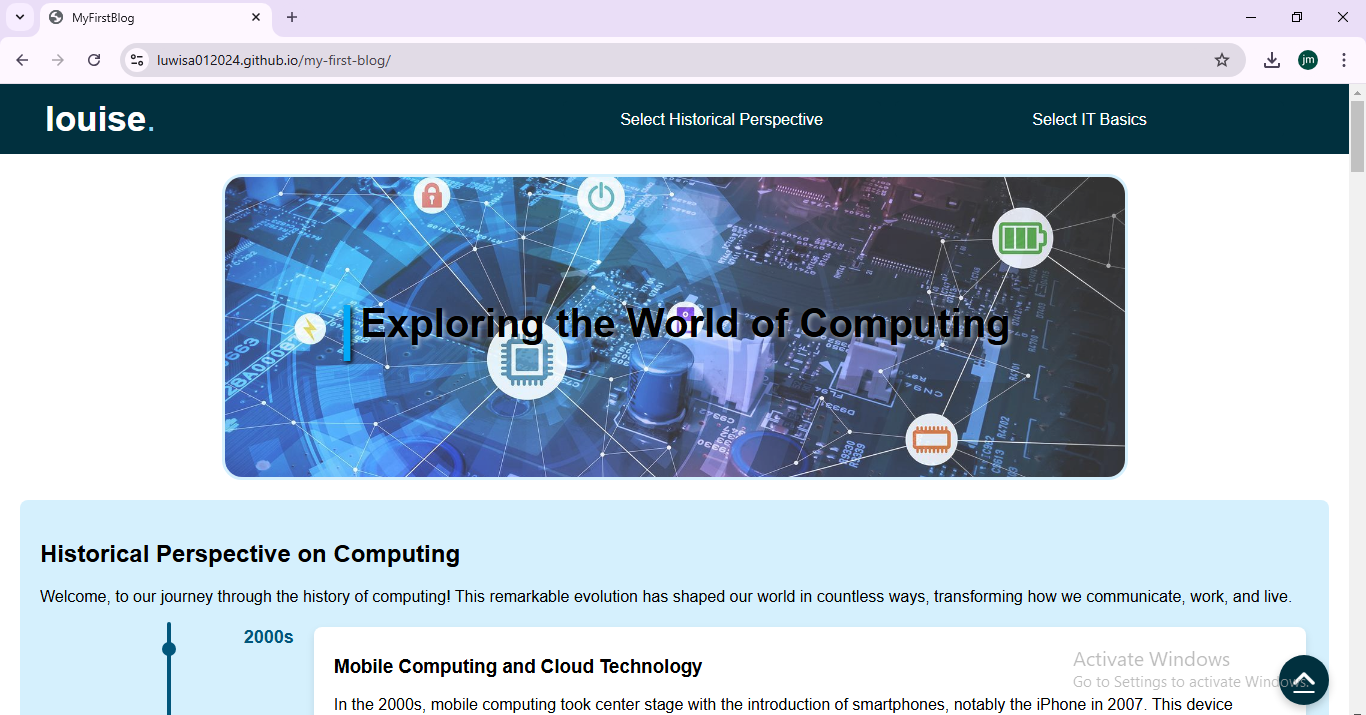 MyFirstBlog
luwisa012024.github.io/my-first-blog/
jm
louise.
Select Historical Perspective
Select IT Basics
Exploring the World of Computing
Historical Perspective on Computing
Welcome, to our journey through the history of computing! This remarkable evolution has shaped our world in countless ways, transforming how we communicate, work, and live.
2000s
Mobile Computing and Cloud Technology
In the 2000s, mobile computing took center stage with the introduction of smartphones, notably the iPhone in 2007. This device
Activate Windows
Go to Settings to activate Windows.